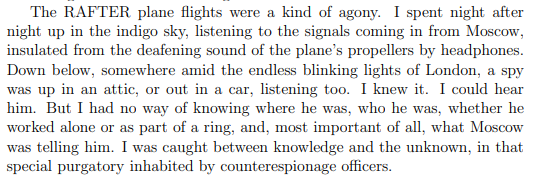 The RAFTER plane flights were a kind of agony. I spent night after
night up in the indigo sky, listening to the signals coming in from Moscow,
insulated from the deafening sound of the plane's propellers by headphones.
Down below, somewhere amid the endless blinking lights of London, a spy
was up in an attic, or out in a car, listening too. I knew it. I could hear
him. But I had no way of knowing where he was, who he was, whether he
worked alone or as part of a ring, and, most important of all, what Moscow
was telling him. I was caught between knowledge and the unknown, in that
special purgatory inhabited by counterespionage officers.